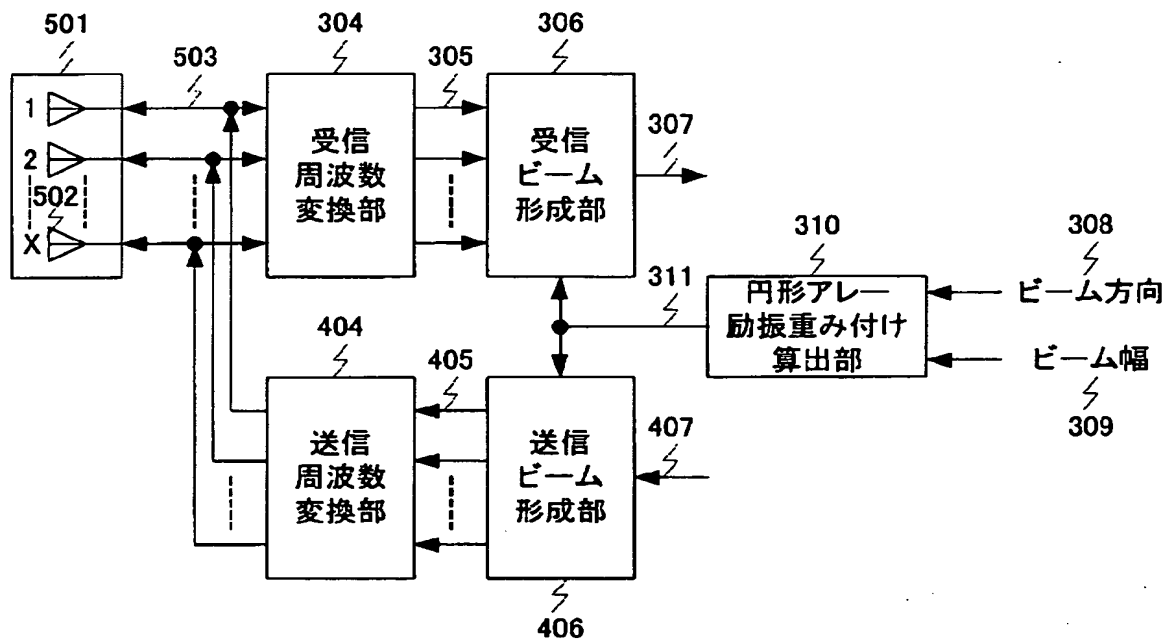 501
503
304
305
306
1
2
502
X
受信
周波数
変換部
受信
ビーム
形成部
307
310
308
311
円形アレー
励振重み付け
算出部
ビーム方向
ビーム幅
309
404
405
送信
周波数
変換部
送信
ビーム
形成部
407
406